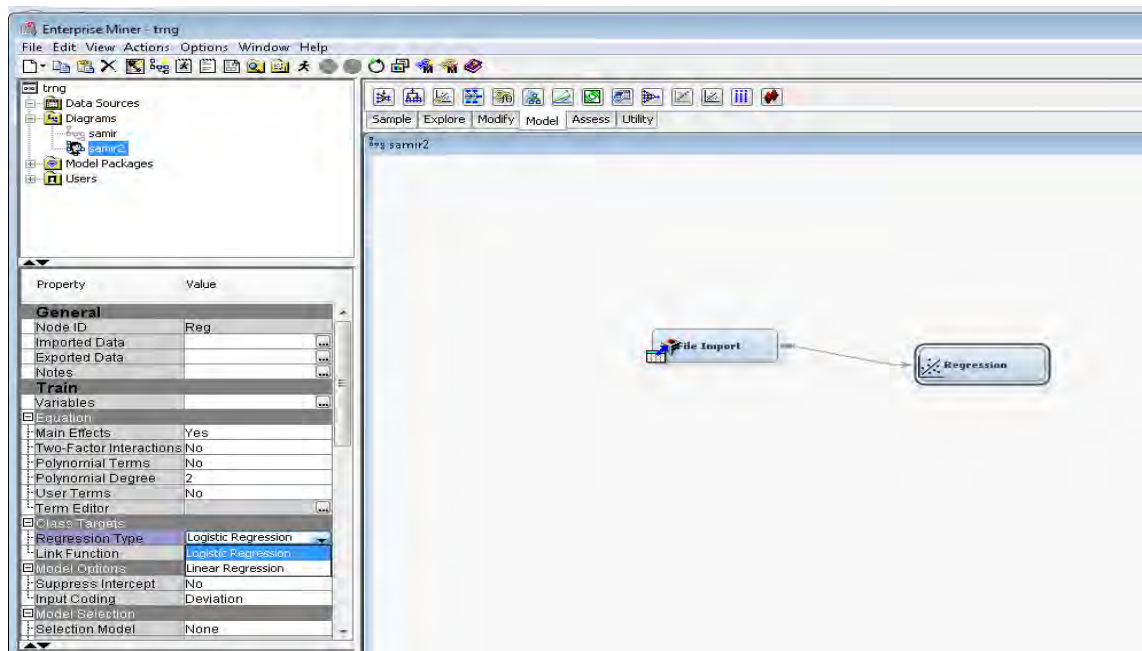 Enterprise Miner - trng
File Edit View Actions Options Window Help
trng
Data Sources
Diagrams
samir
samir2
Model Packages
Users
Sample Explore Modify Model Assess Utility
samir2
File Import
Regression
Property Value
General
Node ID Reg
Imported Data
Exported Data
Notes
Train
Variables
Equation
Main Effects Yes
Two-Factor Interactions No
Polynomial Terms No
Polynomial Degree 2
User Terms No
Term Editor
Class Targets
Regression Type Logistic Regression
Link Function Logistic Regression
Model Options Linear Regression
Suppress Intercept No
Input Coding Deviation
Model Selection
Selection Model None